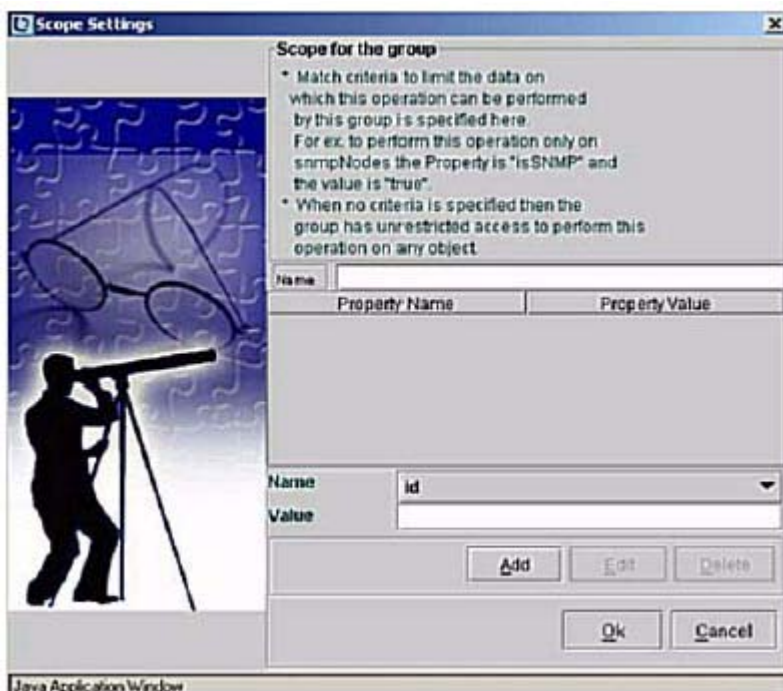 Scope Settings
Scope for the group
* Match criteria to limit the data on
which this operation can be performed
by this group is specified here.
For ex. to perform this operation only on
snmpNodes the Property is "isSNMP" and
the value is "true".
* When no criteria is specified then the
group has unrestricted access to perform this
operation on any object
Name
Property Name Property Value
Name id
Value
Add Edit Delete
Ok Cancel
Java Application Window